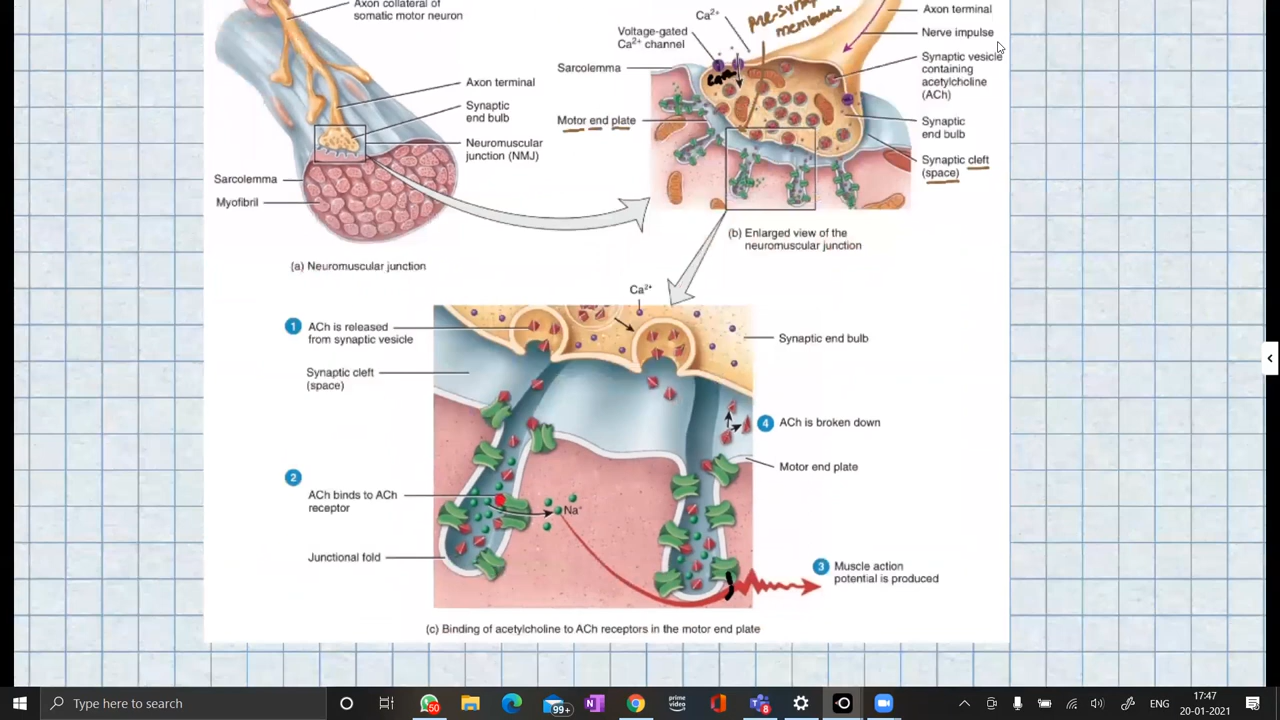 Axon collateral of
somatic motor neuron
Axon terminal
Synaptic
end bulb
Neuromuscular
junction (NMJ)
Sarcolemma
Myofibril
(a) Neuromuscular junction
Ca2+
Pre-Synap
membrane
Voltage-gated
Ca2+ channel
Sarcolemma
Motor end plate
Axon terminal
Nerve impulse
Synaptic vesicle
containing
acetylcholine
(ACh)
Synaptic
end bulb
Synaptic cleft
(space)
(b) Enlarged view of the
neuromuscular junction
Ca2+
1 ACh is released
from synaptic vesicle
Synaptic cleft
(space)
2
ACh binds to ACh
receptor
Junctional fold
Na+
Synaptic end bulb
4 ACh is broken down
Motor end plate
3 Muscle action
potential is produced
(c) Binding of acetylcholine to ACh receptors in the motor end plate
Type here to search
50
99+
prime
video
8
ENG
17:47
20-01-2021